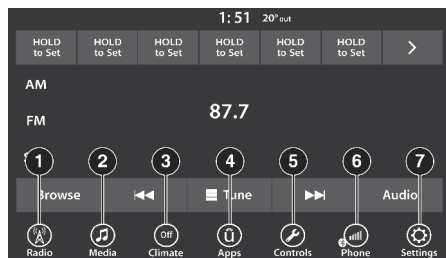 1:51 20° out
HOLD to Set HOLD to Set HOLD to Set HOLD to Set HOLD to Set HOLD to Set >
AM
87.7
FM
1 2 3 4 5 6 7
Browse Tune Audio
Off û
Radio Media Climate Apps Controls Phone Settings